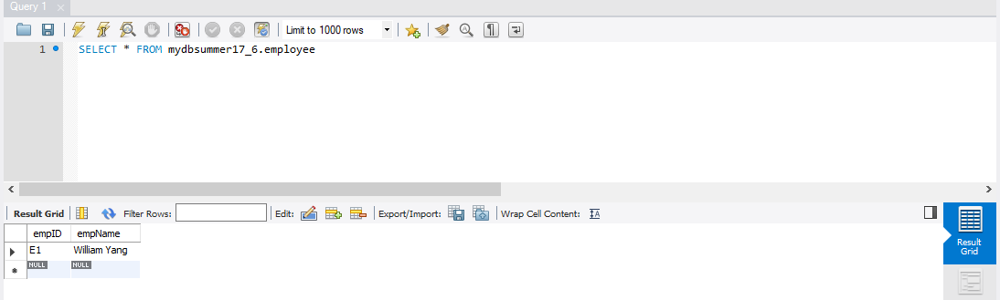 Query 1
Limit to 1000 rows
1 SELECT * FROM mydbsummer17_6.employee
Result Grid Filter Rows: Edit: Export/Import: Wrap Cell Content: IA
empID empName
E1 William Yang
NULL NULL
Result
Grid